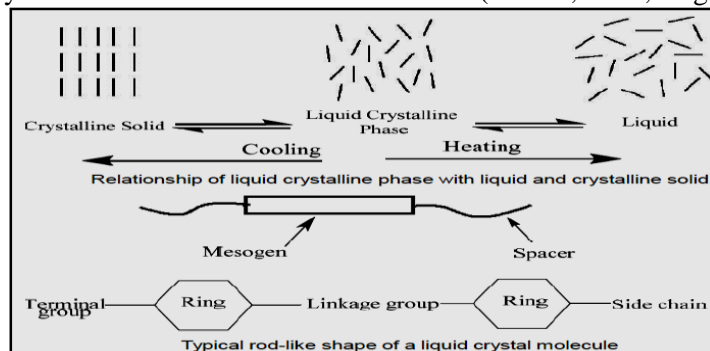 Crystalline Solid
Liquid Crystalline
Phase
Liquid
Cooling
Heating
Relationship of liquid crystalline phase with liquid and crystalline solid
Mesogen
Spacer
Terminal
group
Ring
Linkage group
Ring
Side chain
Typical rod-like shape of a liquid crystal molecule